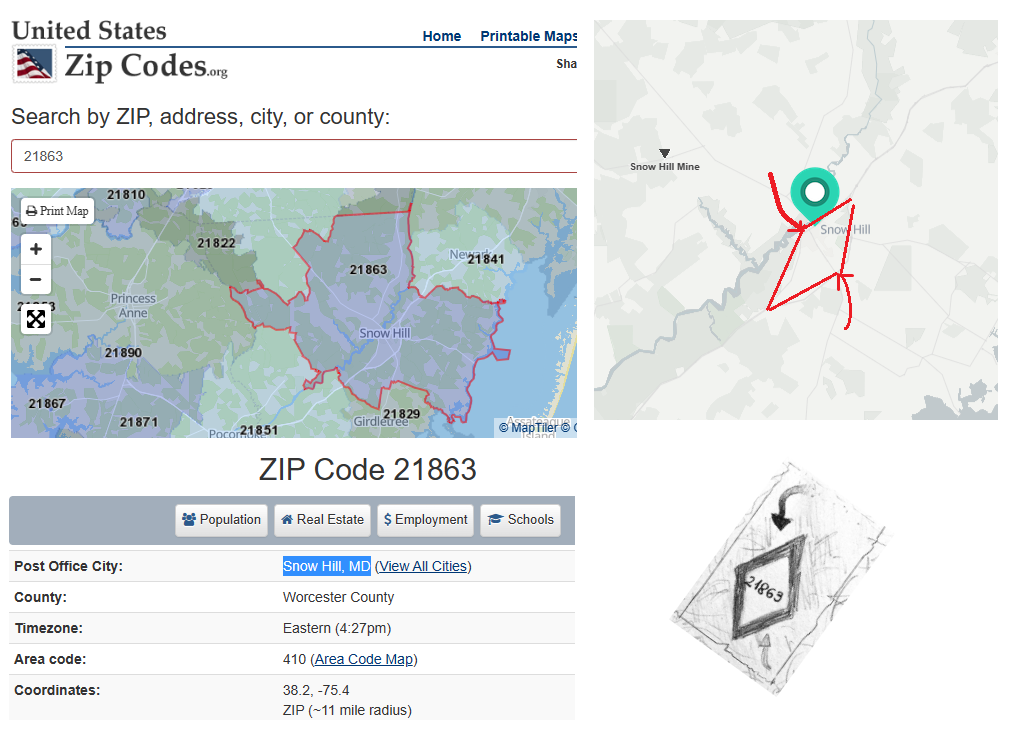 United States
Zip Codes.org
Home Printable Maps
Sha
Search by ZIP, address, city, or county:
21863
21810
Print Map
+
−
21822
21863
Newark
21841
Princess
Anne
Snow Hill
21890
21867
21871
21829
Girdletree
21851
Pocomoke
Assateague
Island
© MapTiler ©
ZIP Code 21863
Population Real Estate $ Employment Schools
Post Office City: Snow Hill, MD (View All Cities)
County: Worcester County
Timezone: Eastern (4:27pm)
Area code: 410 (Area Code Map)
Coordinates: 38.2, -75.4
ZIP (~11 mile radius)
Snow Hill Mine
Snow Hill
21863